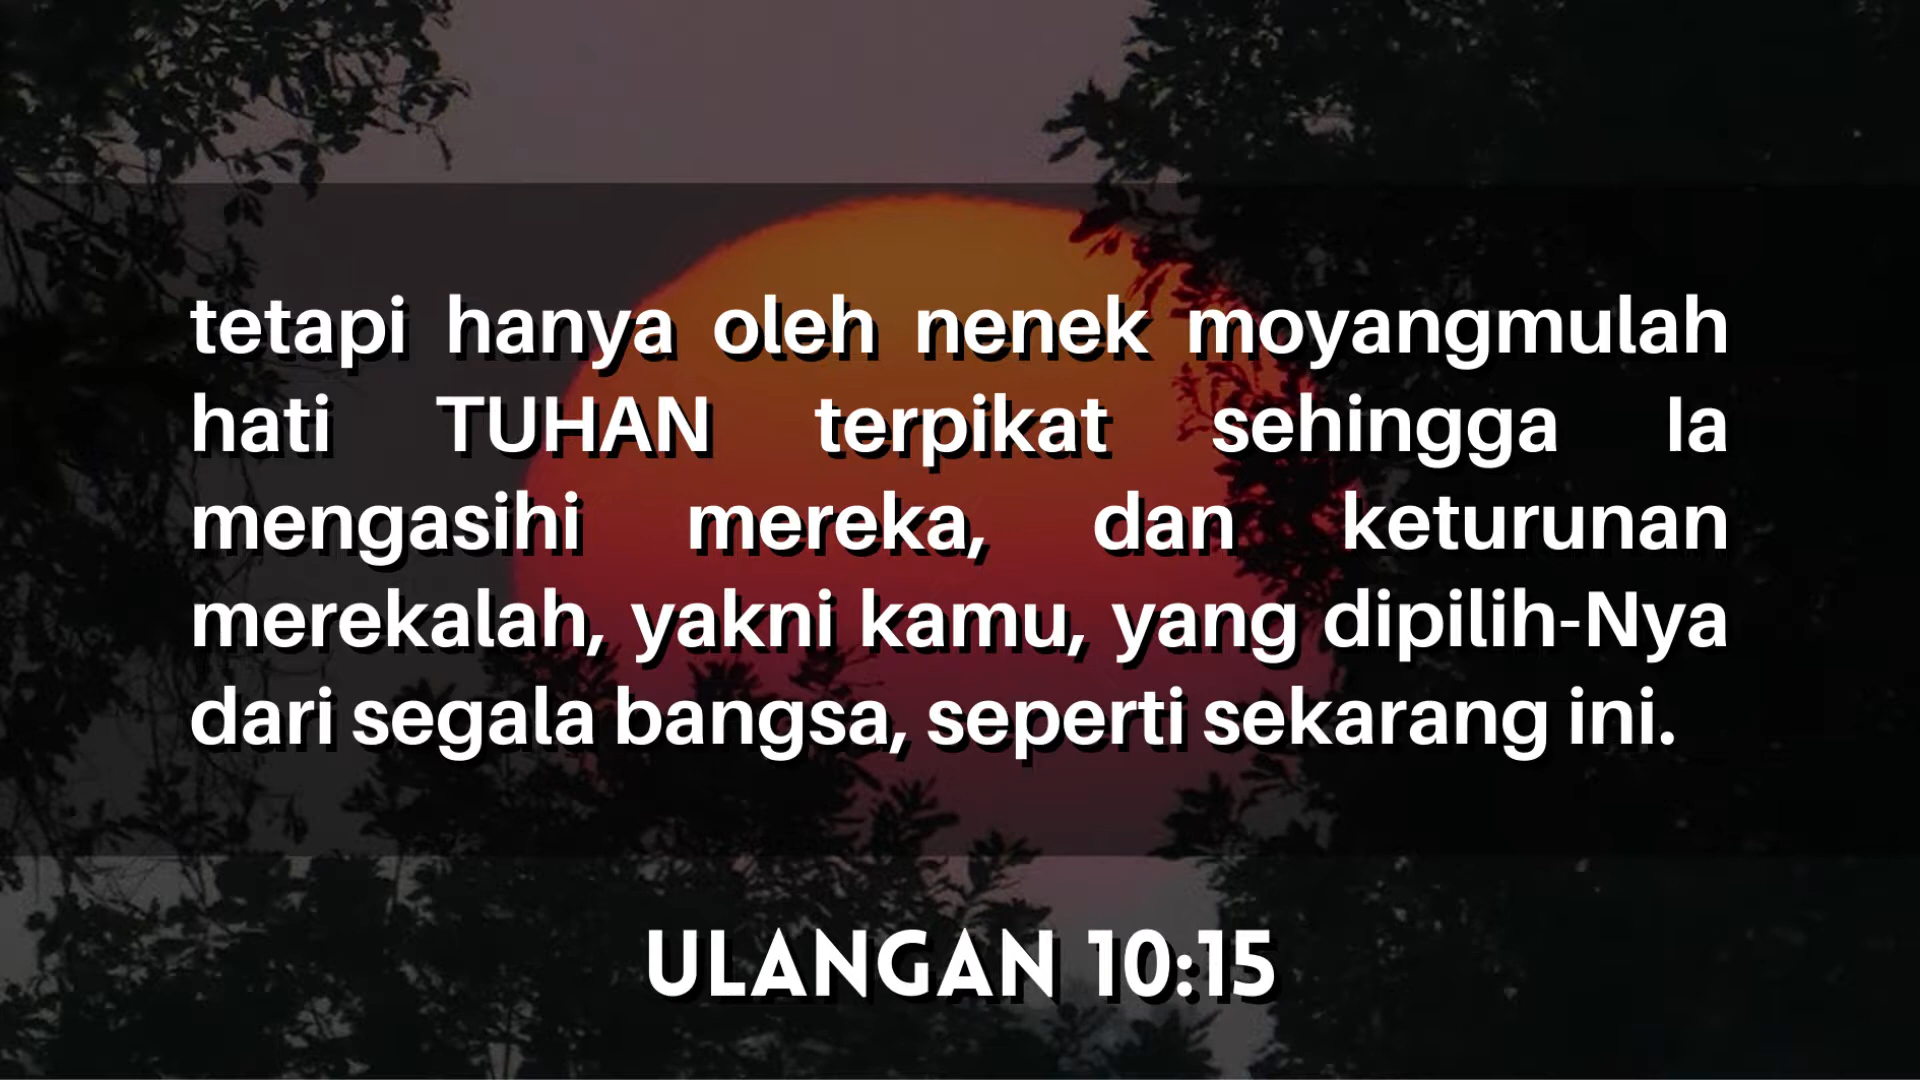 tetapi hanya oleh nenek moyangmulah
hati TUHAN terpikat sehingga Ia
mengasihi mereka, dan keturunan
merekalah, yakni kamu, yang dipilih-Nya
dari segala bangsa, seperti sekarang ini.
ULANGAN 10:15